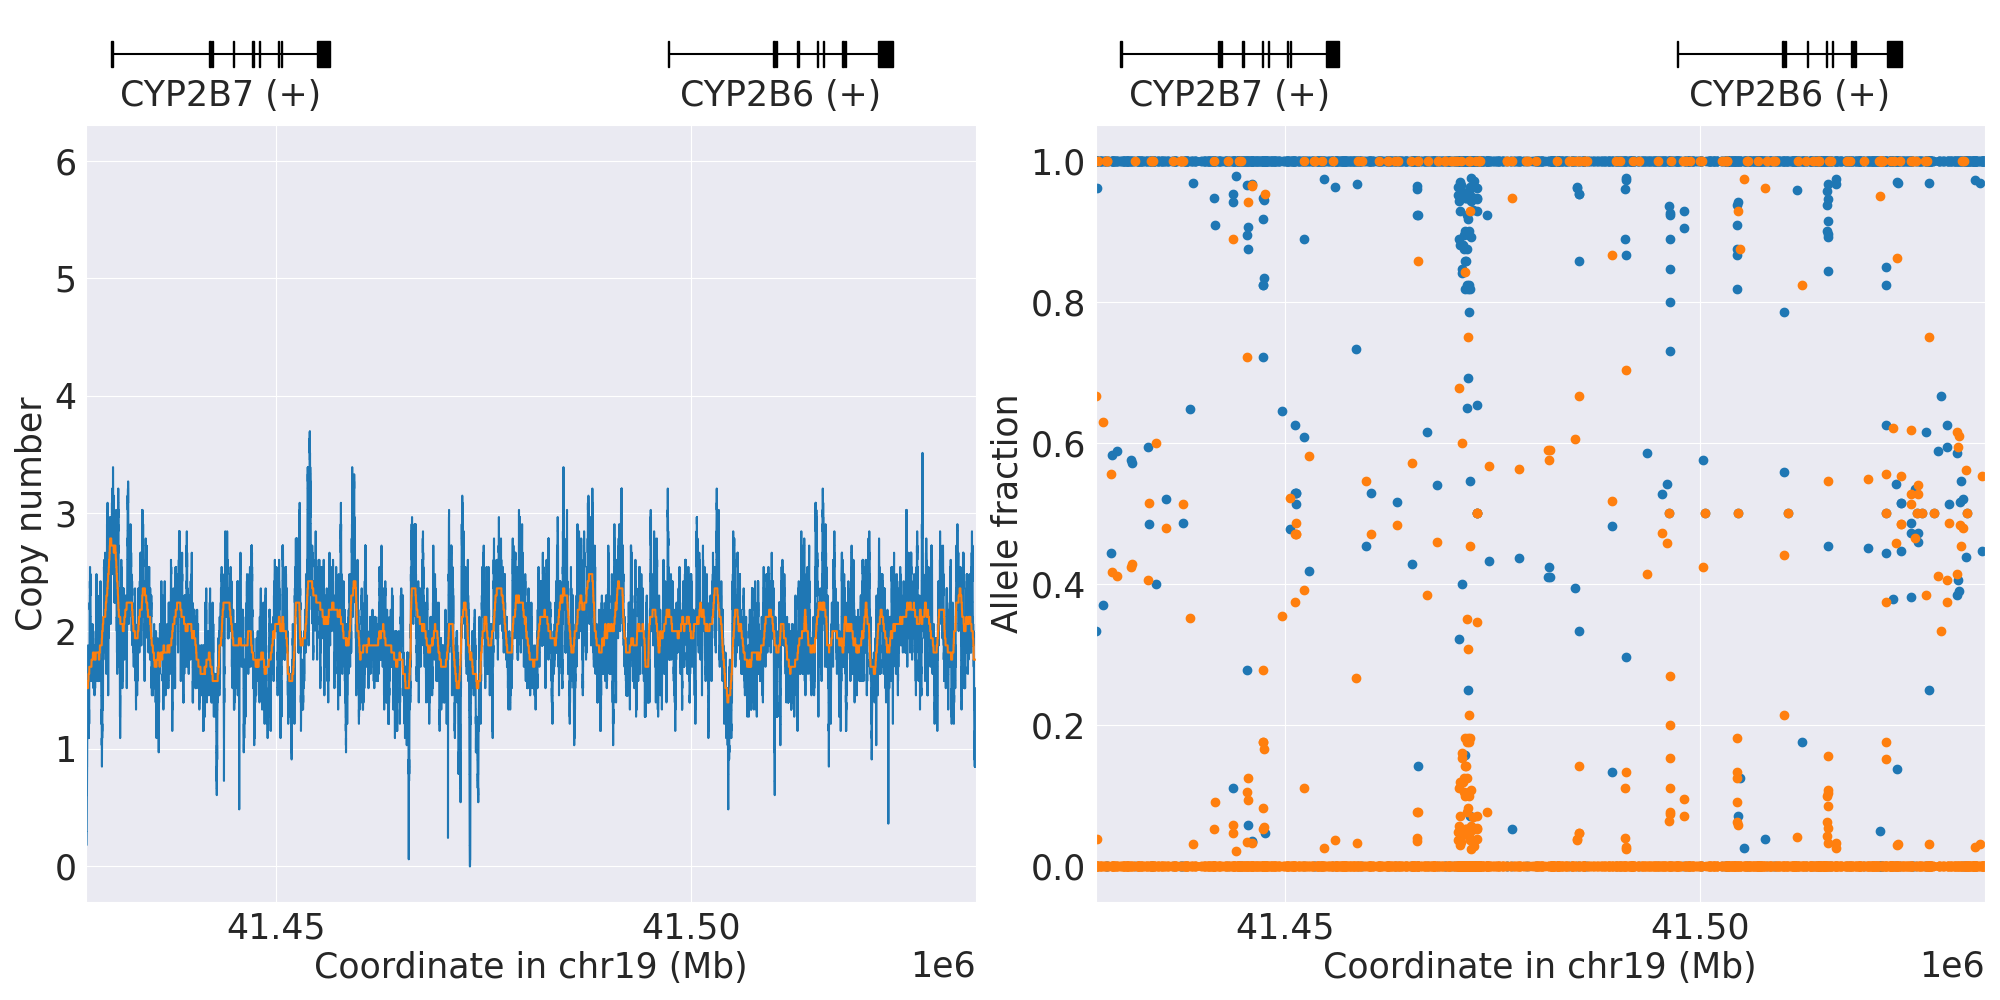 CYP2B7 (+)
CYP2B6 (+)
CYP2B7 (+)
CYP2B6 (+)
6
5
4
3
2
1
0
Copy number
41.45
41.50
Coordinate in chr19 (Mb)
1e6
1.0
0.8
0.6
0.4
0.2
0.0
Allele fraction
41.45
41.50
Coordinate in chr19 (Mb)
1e6